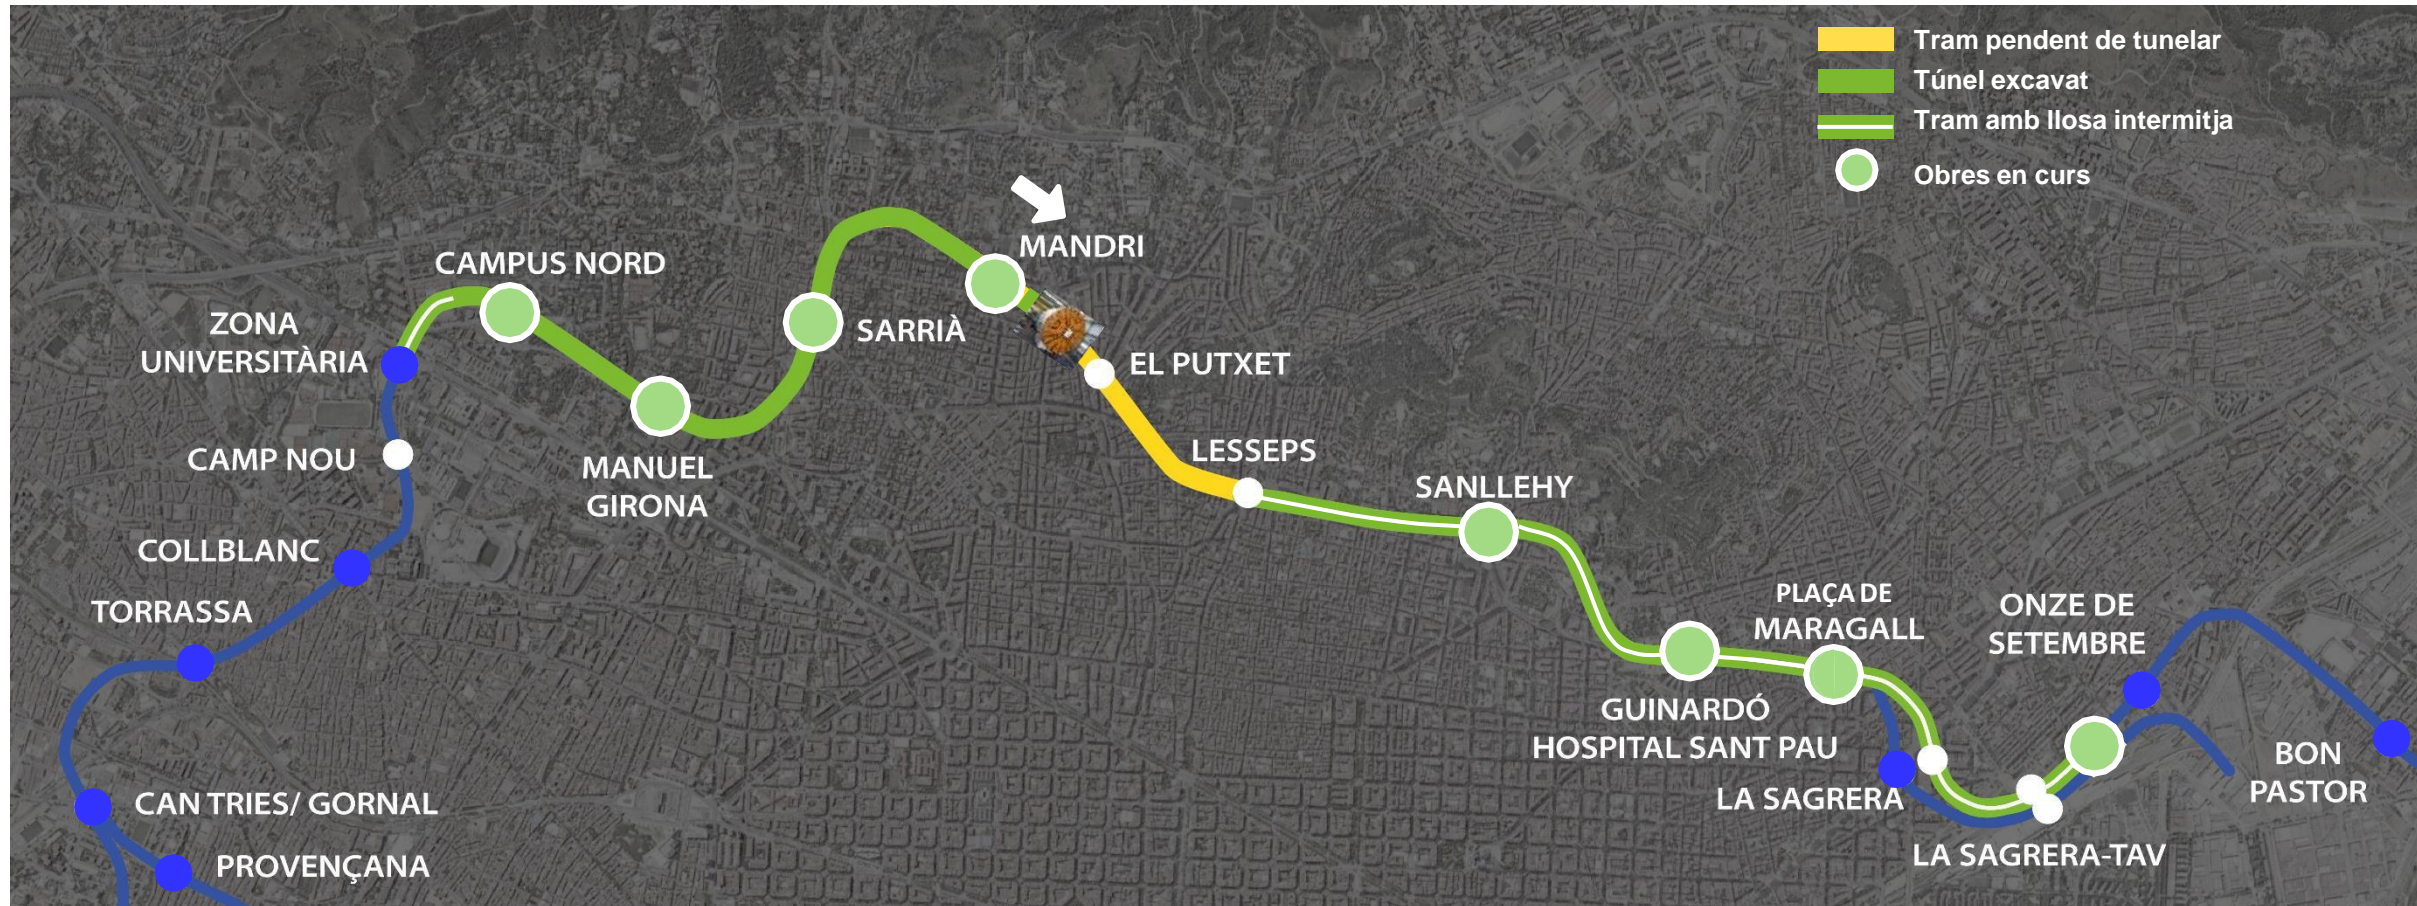 Tram pendent de tunelar
Túnel excavat
Tram amb llosa intermitja
Obres en curs
MANDRI
CAMPUS NORD
ZONA
UNIVERSITÀRIA
SARRIÀ
EL PUTXET
CAMP NOU
LESSEPS
MANUEL
GIRONA
SANLLEHY
COLLBLANC
TORRASSA
PLAÇA DE
MARAGALL
ONZE DE
SETEMBRE
GUINARDÓ
HOSPITAL SANT PAU
LA SAGRERA
BON
PASTOR
CAN TRIES/ GORNAL
LA SAGRERA-TAV
PROVENÇANA